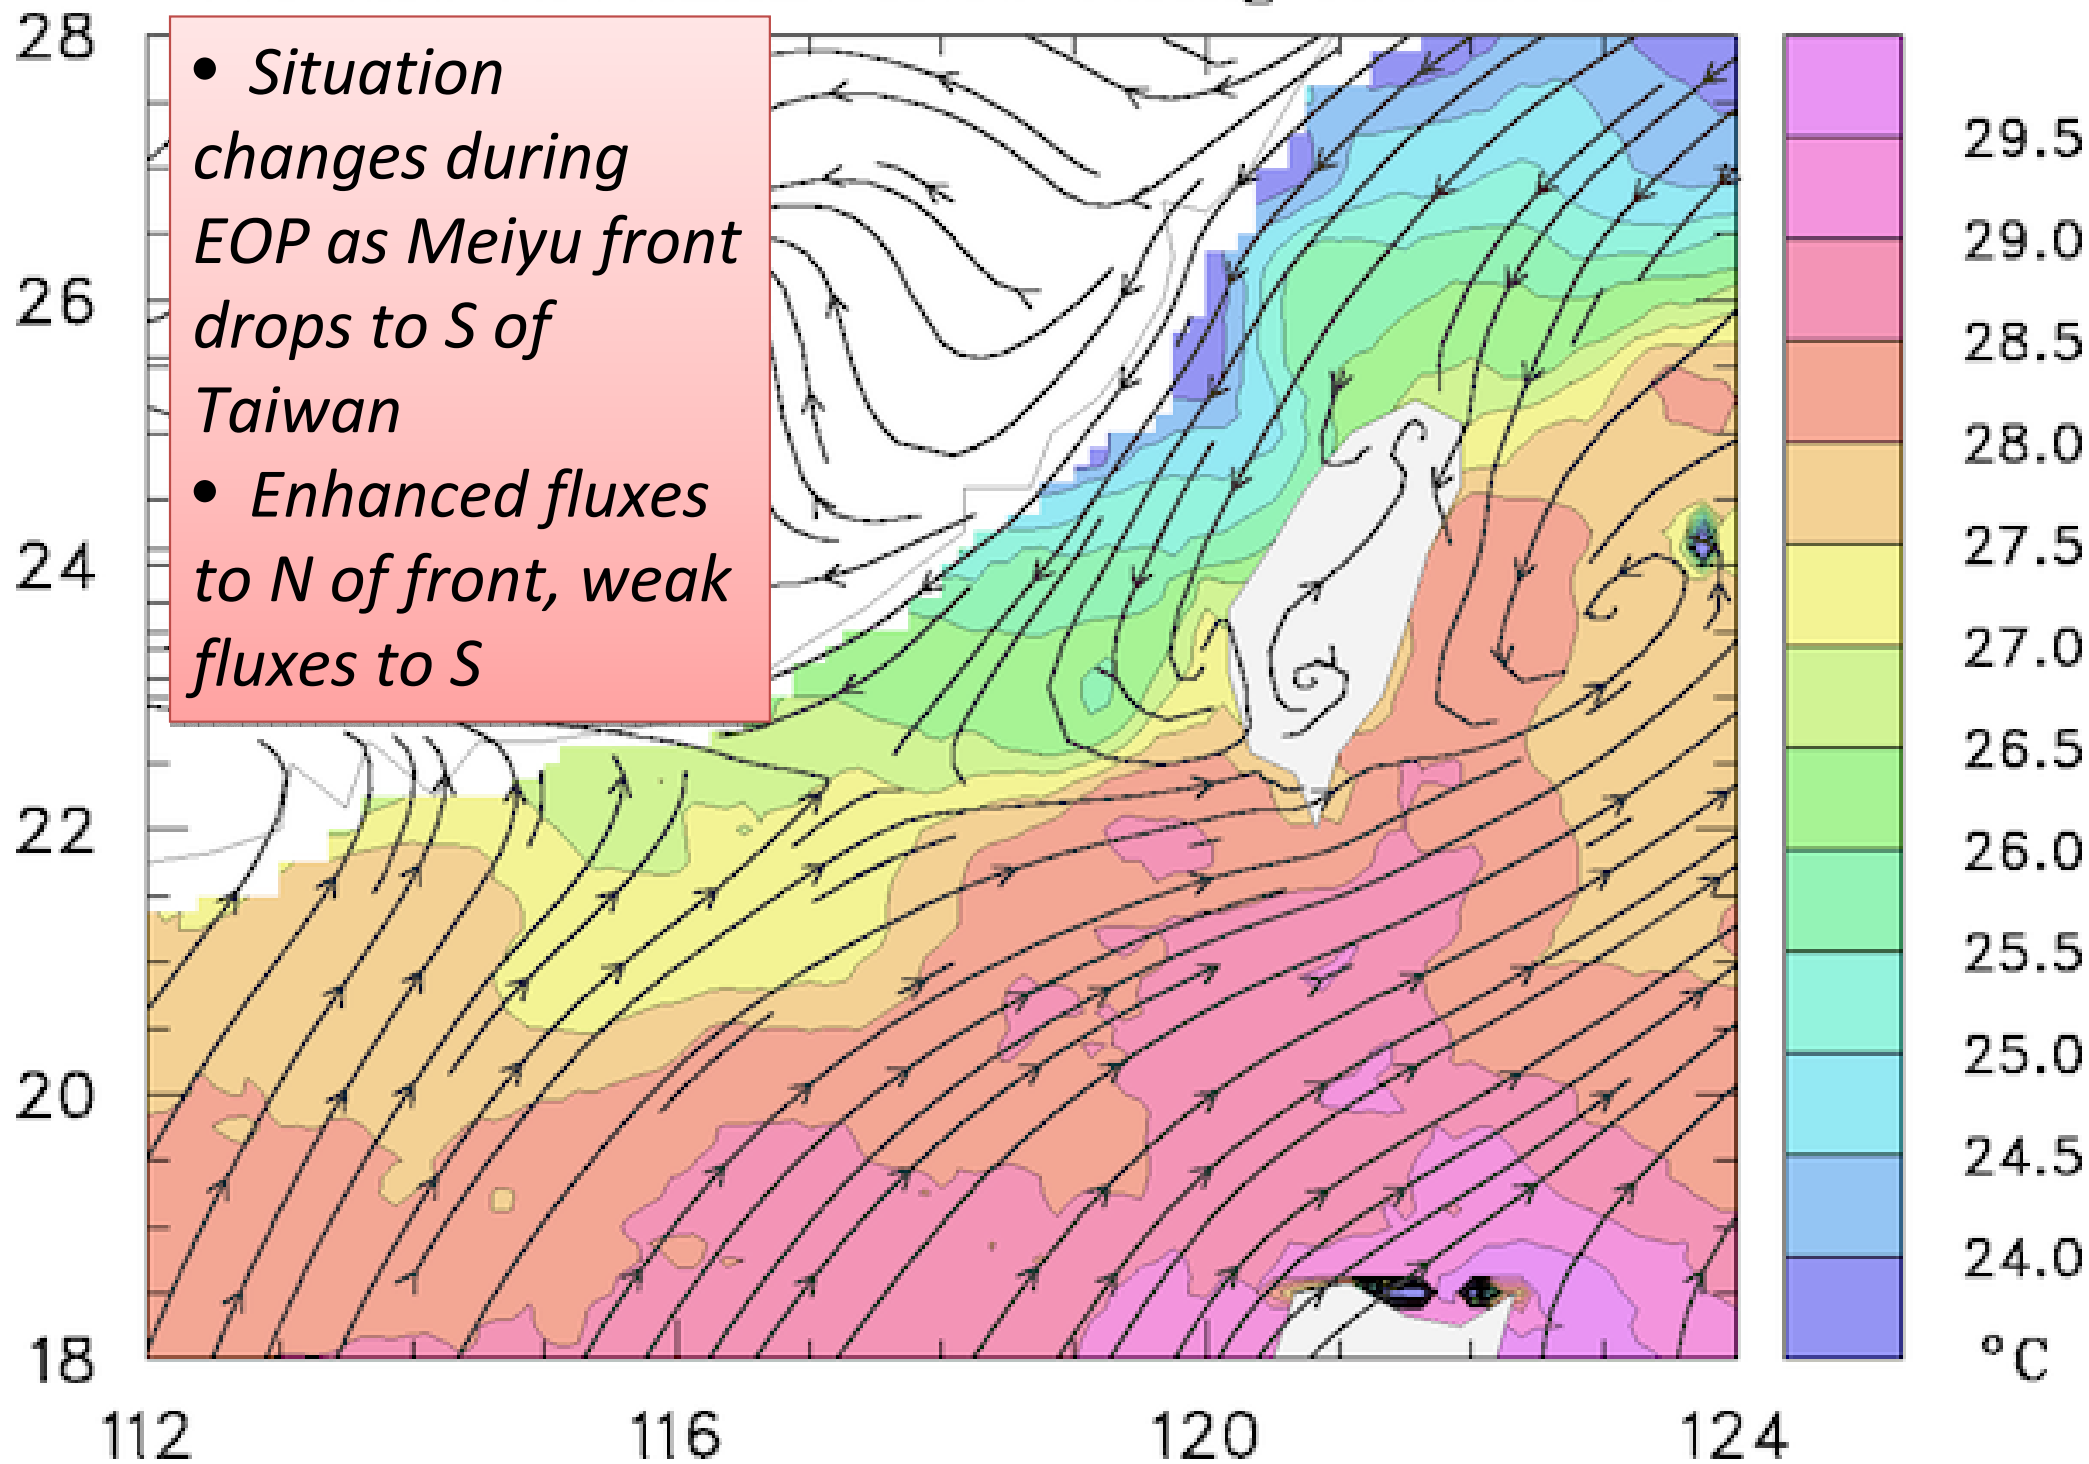 28
26
24
22
20
18
112
116
120
124
• Situation
changes during
EOP as Meiyu front
drops to S of
Taiwan
• Enhanced fluxes
to N of front, weak
fluxes to S
29.5
29.0
28.5
28.0
27.5
27.0
26.5
26.0
25.5
25.0
24.5
24.0
°C